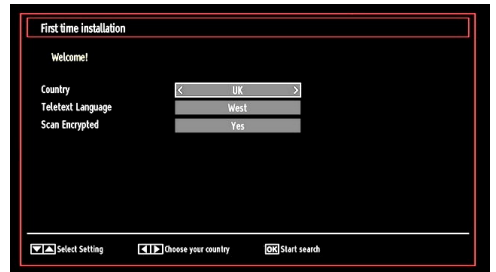 First time installation
Welcome!
Country < UK >
Teletext Language West
Scan Encrypted Yes
Select Setting Choose your country OK Start search